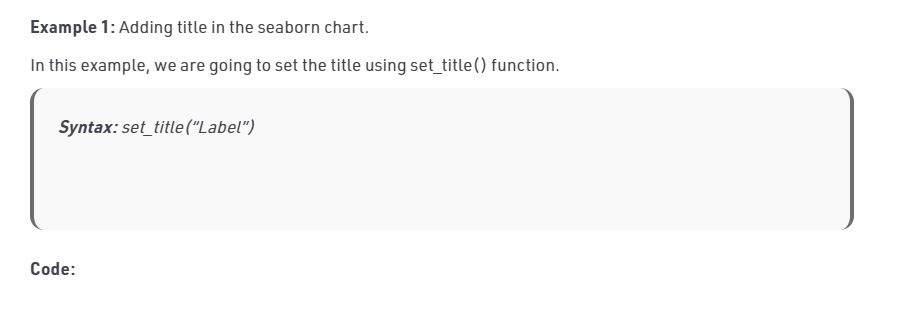 Example 1: Adding title in the seaborn chart.
In this example, we are going to set the title using set_title() function.
Syntax: set_title(“Label”)
Code: